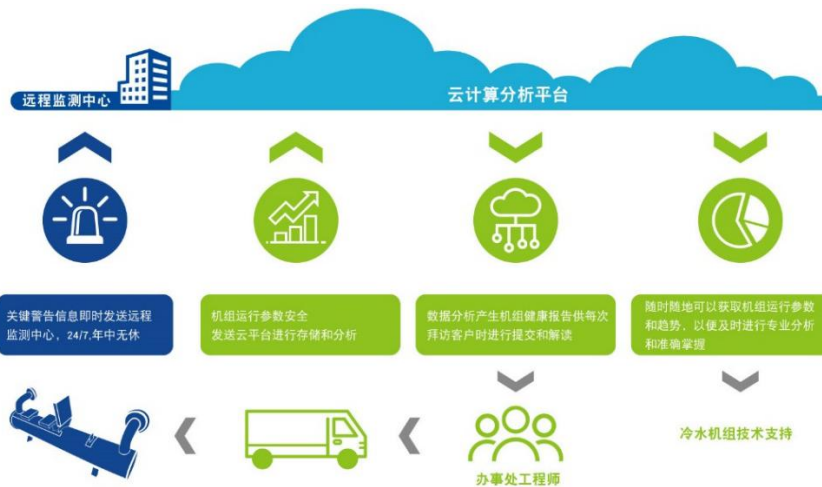 远程监测中心
云计算分析平台
关键警告信息即时发送远程
监测中心，24/7,年中无休
机组运行参数安全
发送云平台进行存储和分析
数据分析产生机组健康报告供每次
拜访客户时进行提交和解读
随时随地可以获取机组运行参数
和趋势、以便及时进行专业分析
和准确掌握
办事处工程师
冷水机组技术支持